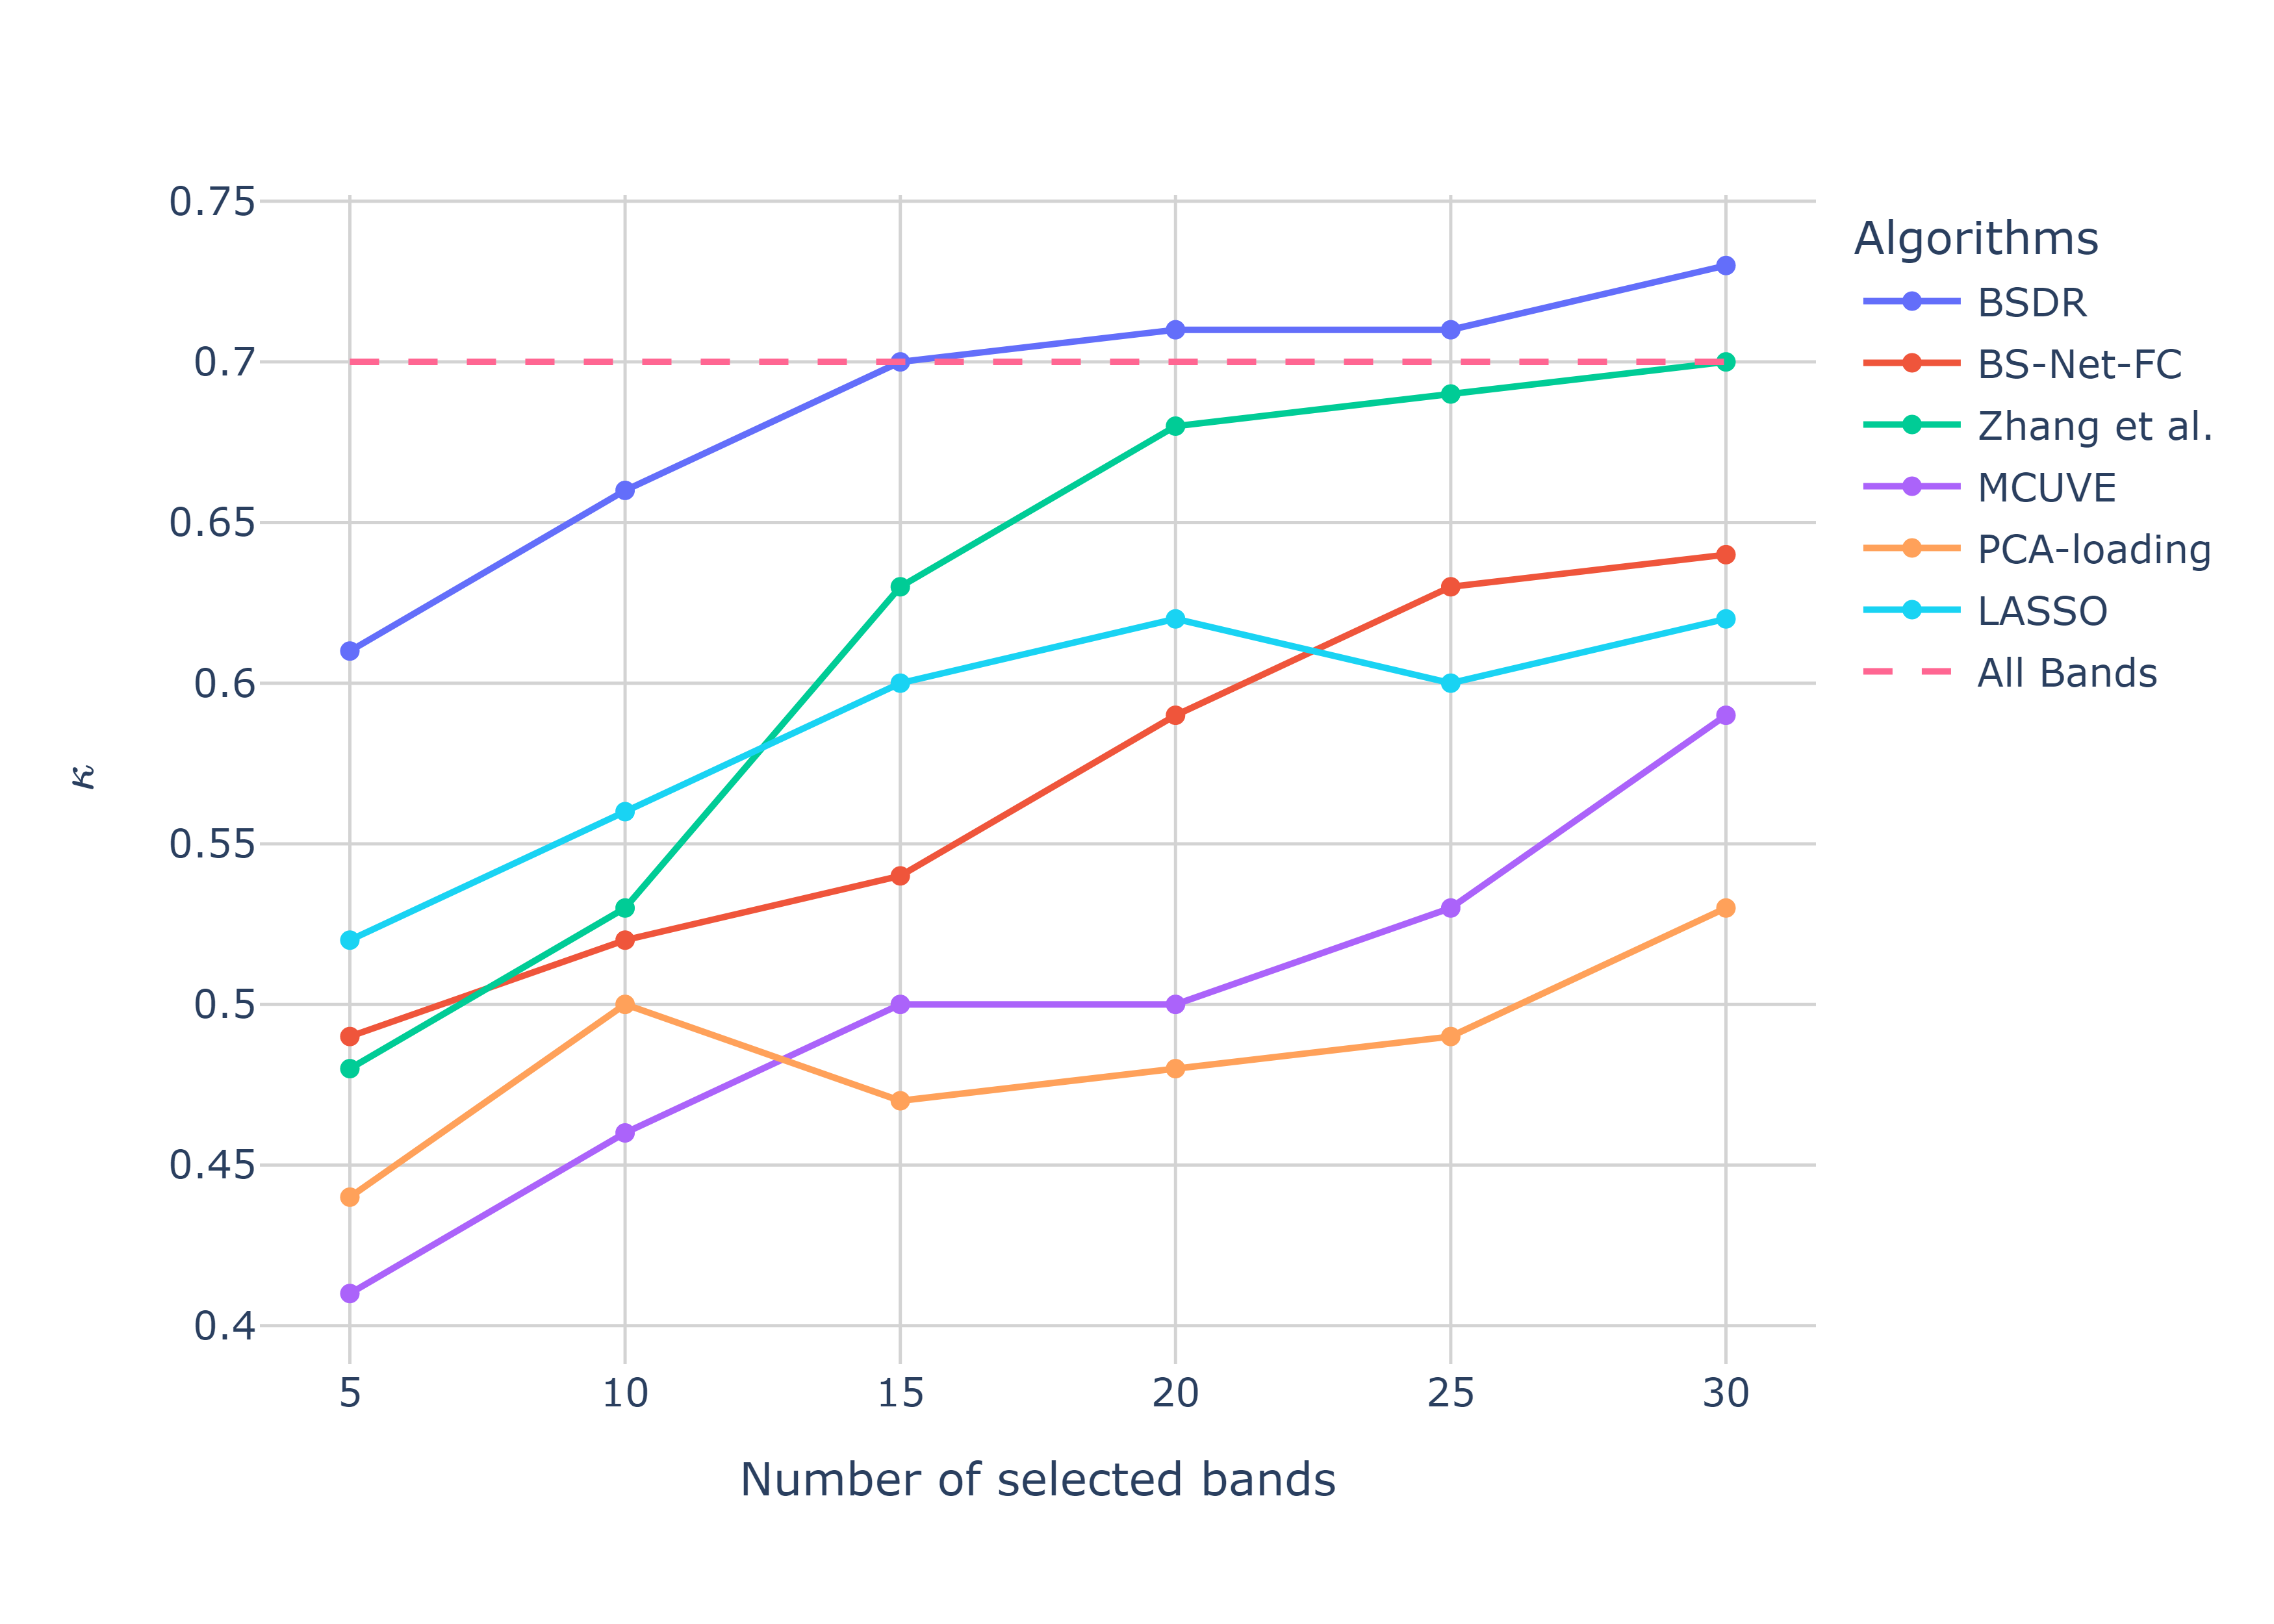 0.75
0.7
0.65
0.6
0.55
0.5
0.45
0.4
κ
5 10 15 20 25 30
Number of selected bands
Algorithms
BSDR
BS-Net-FC
Zhang et al.
MCUVE
PCA-loading
LASSO
All Bands